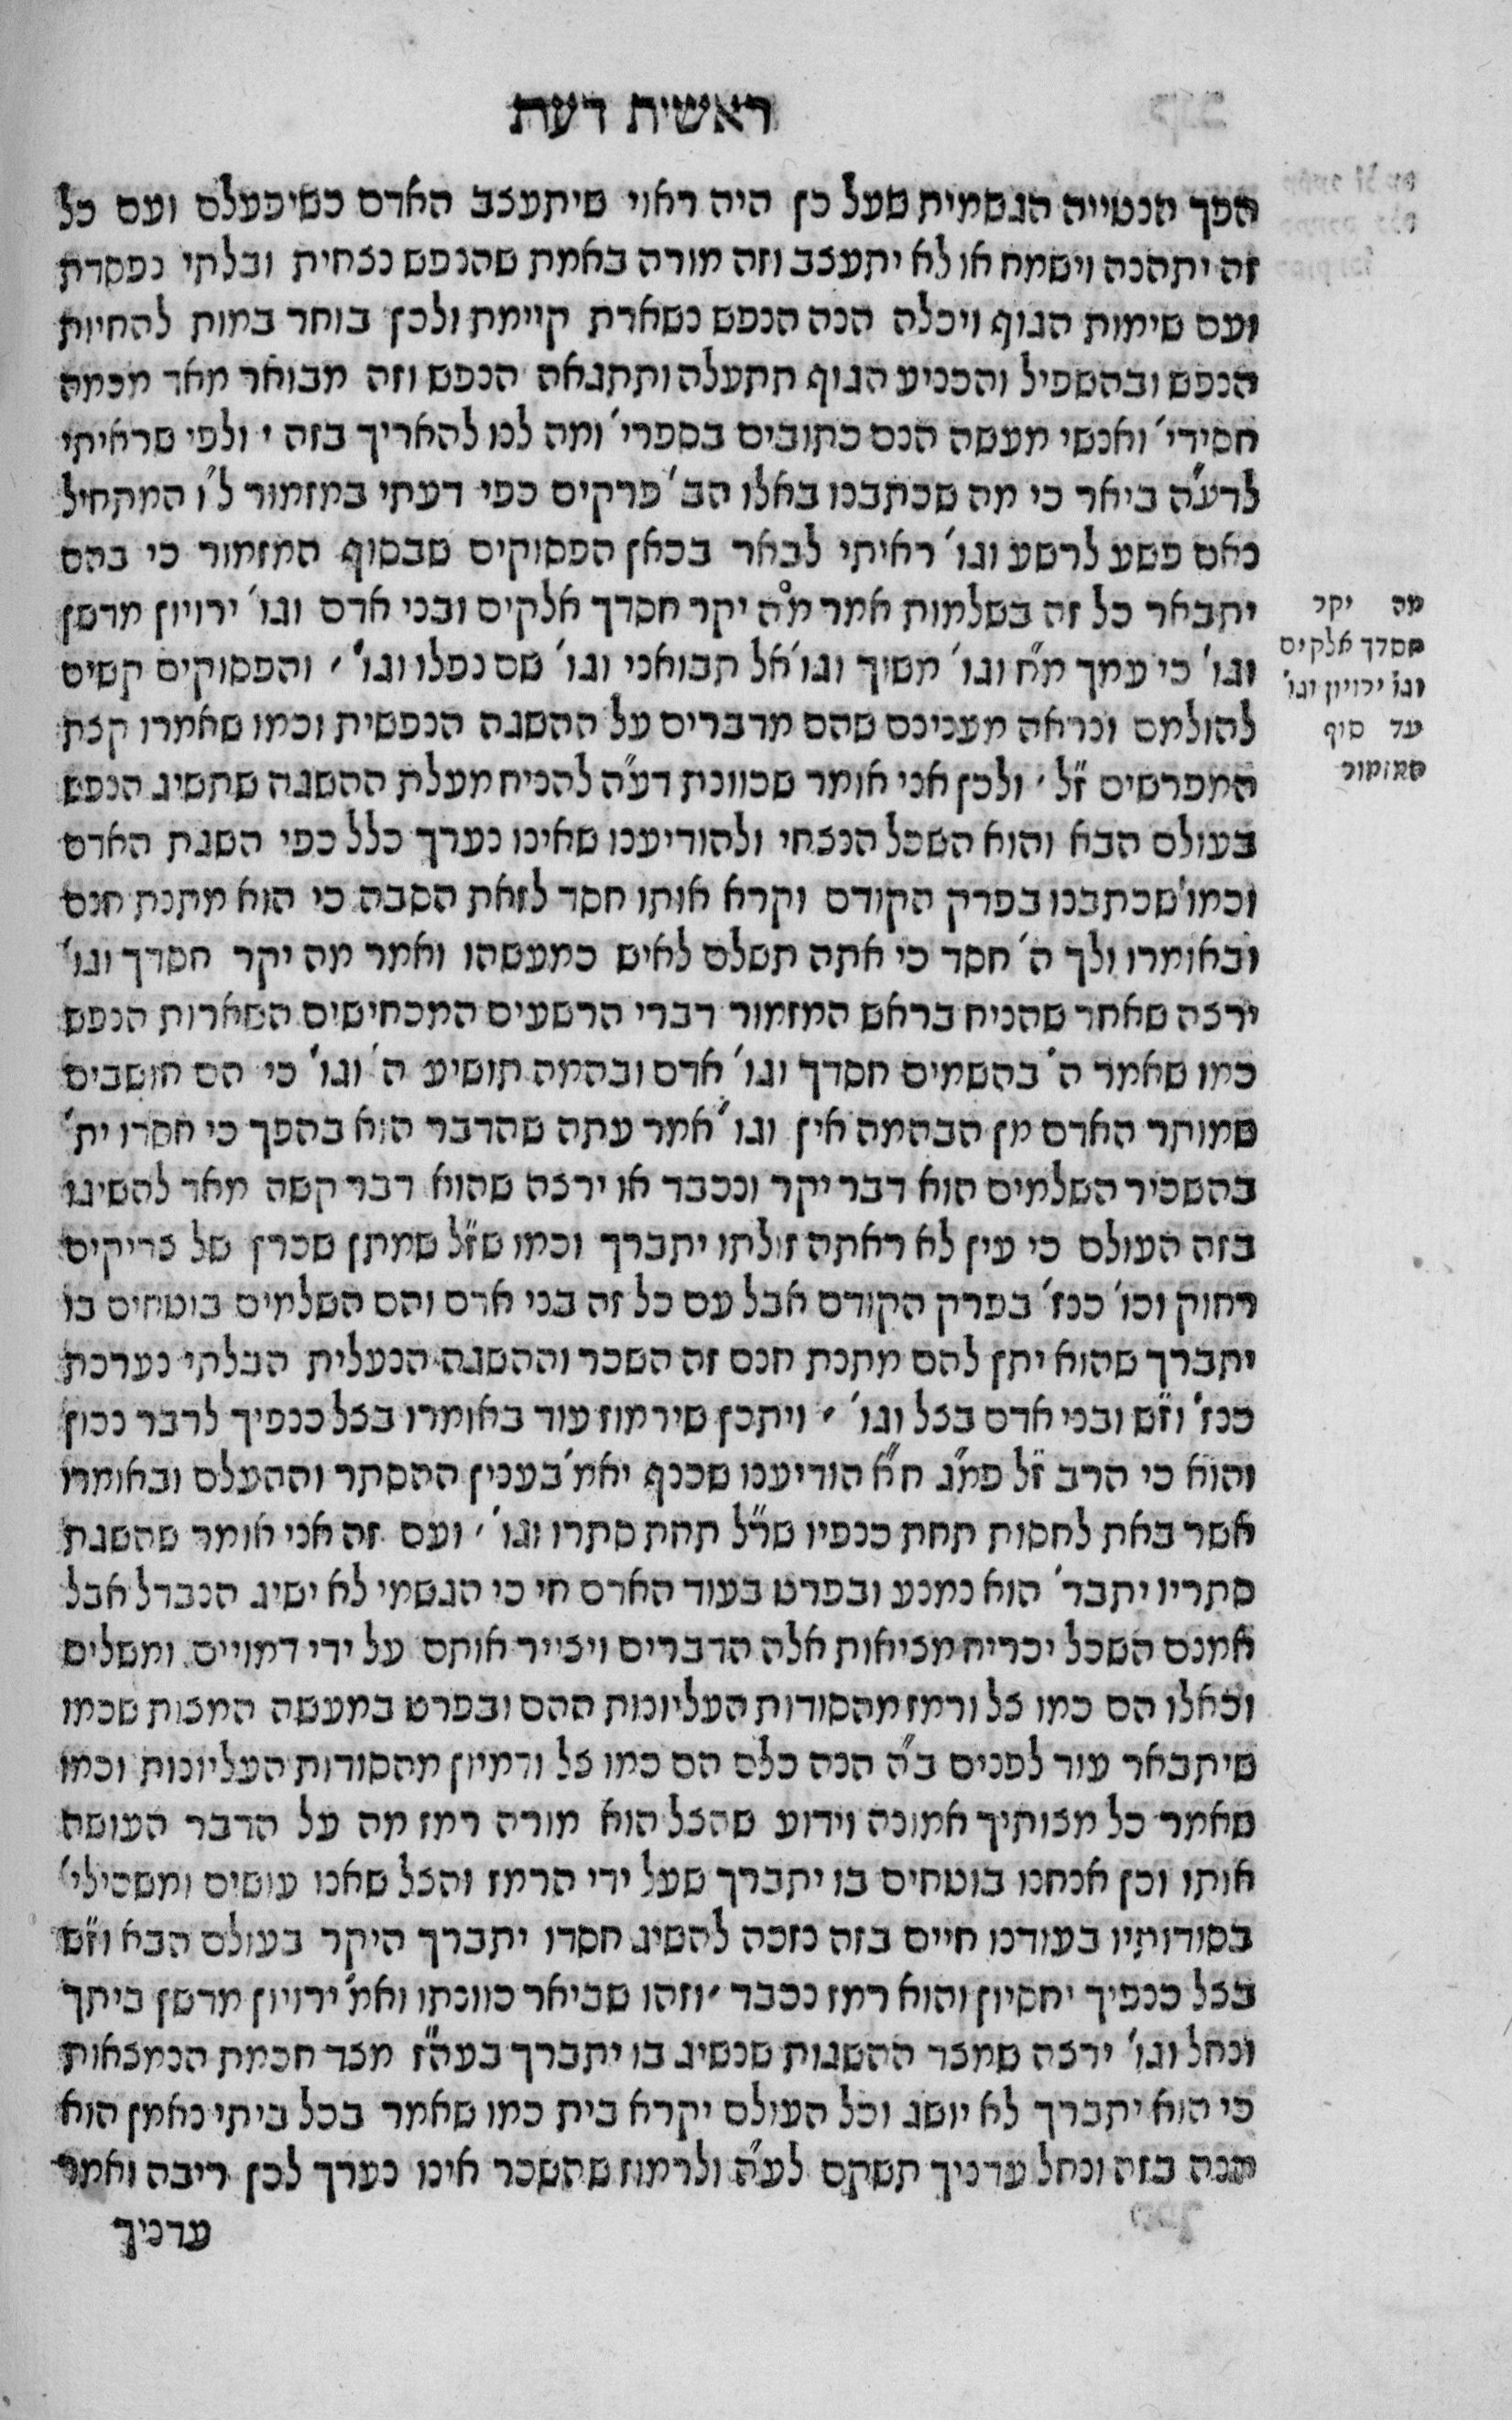 ראשית דעת
הפך הנטייה הגשמית שעל כן היה ראוי שיתעצב האדם כשיפעלם ועם כל
זה יתהנה וישמח או לא יתעצב וזה מורה באמת שהנפש נצחית ובלתי נפסדת
ועם שימות הגוף ויכלה הנה הנפש נשארת קיימת ולכן בוחר במות להחיות
הנפש ובהשפיל והכניע הגוף תתעלה ותתגאה הנפש וזה מבואר מאד מכמה
חסידי׳ ואנשי מעשה הנם כתובים בספרי׳ ומה לנו להאריך בזה ׳ ולפי שראיתי
לדע״ה ביאר כי מה שכתבנו באלו הב׳ פרקים כפי דעתי במזמור ל״ו המתחיל
נאם פשע לרשע וגו׳ ראיתי לבאר בכאן הפסוקים שבסוף המזמור כי בהם
יתבאר כל זה בשלמות אמר מה יקר חסדך אלקים ובני אדם וגו׳ ירויון מדשן
וגו׳ כי עמך מ״ח וגו׳ משוך וגו׳ אל תבואני וגו׳ שם נפלו וגו׳ ׳ והפסוקים קשים
להולמם ונראה מענינם שהם מדברים על ההשגה הנפשית וכמו שאמרו קצת
המפרשים ז״ל ׳ ולכן אני אומר שכוונת דע״ה להניח מעלת ההשגה שתשיג הנפש
בעולם הבא והוא השכל הנצחי ולהודיענו שאינו נערך כלל כפי השגת האדם
וכמו שכתבנו בפרק הקודם וקרא אותו חסד לזאת הסבה כי הוא מתנת חנם
ובאומרו ולך ה׳ חסד כי אתה תשלם לאיש כמעשהו ואמר מה יקר חסדך וגו׳
ירצה שאחר שהניח בראש המזמור דברי הרשעים המכחישים השארות הנפש
כמו שאמר ה׳ בהשמים חסדך וגו׳ אדם ובהמה תושיע ה׳ וגו׳ כי הם חושבים
שמותר האדם מן הבהמה אין וגו׳ אמר עתה שהדבר הוא בהפך כי חסדו ית׳
בהשכיר השלמים הוא דבר יקר ונכבד או ירצה שהוא דבר קשה מאד להשיגו
בזה העולם כי עין לא ראתה זולתו יתברך וכמו שז״ל שמתן שכרן של צדיקים
רחוק וכו׳ כנז׳ בפרק הקודם אבל עם כל זה בני אדם והם השלמים בוטחים בו
יתברך שהוא יתן להם מתנת חנם זה השכר וההשגה הנעלית הבלתי נערכת
כנז׳ וז״ש ובני אדם בצל וגו׳ ׳ ויתכן שירמוז עוד באומרו בצל כנפיך לדבר נכון
והוא כי הרב ז״ל פמ״ג ח״א הודיענו שכנף יאמ׳ בענין ההסתר וההעלם ובאומרו
אשר באת לחסות תחת כנפיו שר״ל תחת סתרו וגו׳ ׳ ועם זה אני אומר שהשגת
סתריו יתבר׳ הוא נמנע ובפרט בעוד האדם חי כי הגשמי לא ישיג הנבדל אבל
אמנם השכל יכריח מציאות אלה הדברים ויצייר אותם על ידי דמויים ומשלים
וכאלו הם כמו צל ורמז מהסודות העליונות ההם ובפרט במעשה המצות שכמו
שיתבאר עוד לפנים ב״ה הנה כלם הם כמו צל ודמיון מהסודות העליונות וכמו
שאמר כל מצותיך אמונה וידוע שהצל הוא מורה רמז מה על הדבר העושה
אותו וכן אנחנו בוטחים בו יתברך שעל ידי הרמז והצל שאנו עושים ומשכילי׳
בסודותיו בעודנו חיים בזה נזכה להשיג חסדו יתברך היקר בעולם הבא וז״ש
בצל כנפיך יחסיון והוא רמז נכבד ׳ וזהו שביאר כוונתו ואמ׳ ירויון מדשן ביתך
ונחל וגו׳ ירצה שמצד ההשגות שנשיג בו יתברך בעה״ז מצד חכמת הנמצאות
כי הוא יתברך לא יושג וכל העולם יקרא בית כמו שאמר בכל ביתי נאמן הוא
תנה בזה ונחל עדניך תשקם לע״ה ולרמוז שהשכר אינו נערך לכן ריבה ואמר
עדניך
מה יקר
חסדך אלקים
וגו׳ ירויון וגו׳
עד סוף
המזמור